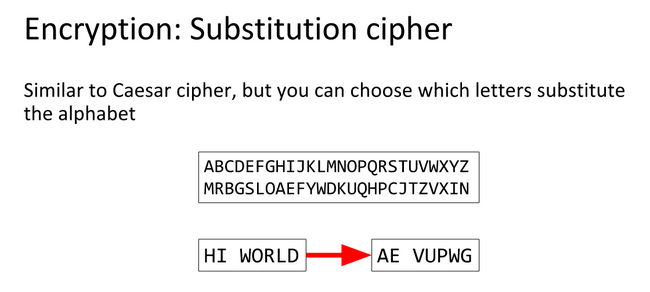 Encryption: Substitution cipher
Similar to Caesar cipher, but you can choose which letters substitute
the alphabet
ABCDEFGHIJKLMNOPQRSTUVWXYZ
MRBGSLOAEFYWDKUQHPCJTZVXIN
HI WORLD AE VUPWG